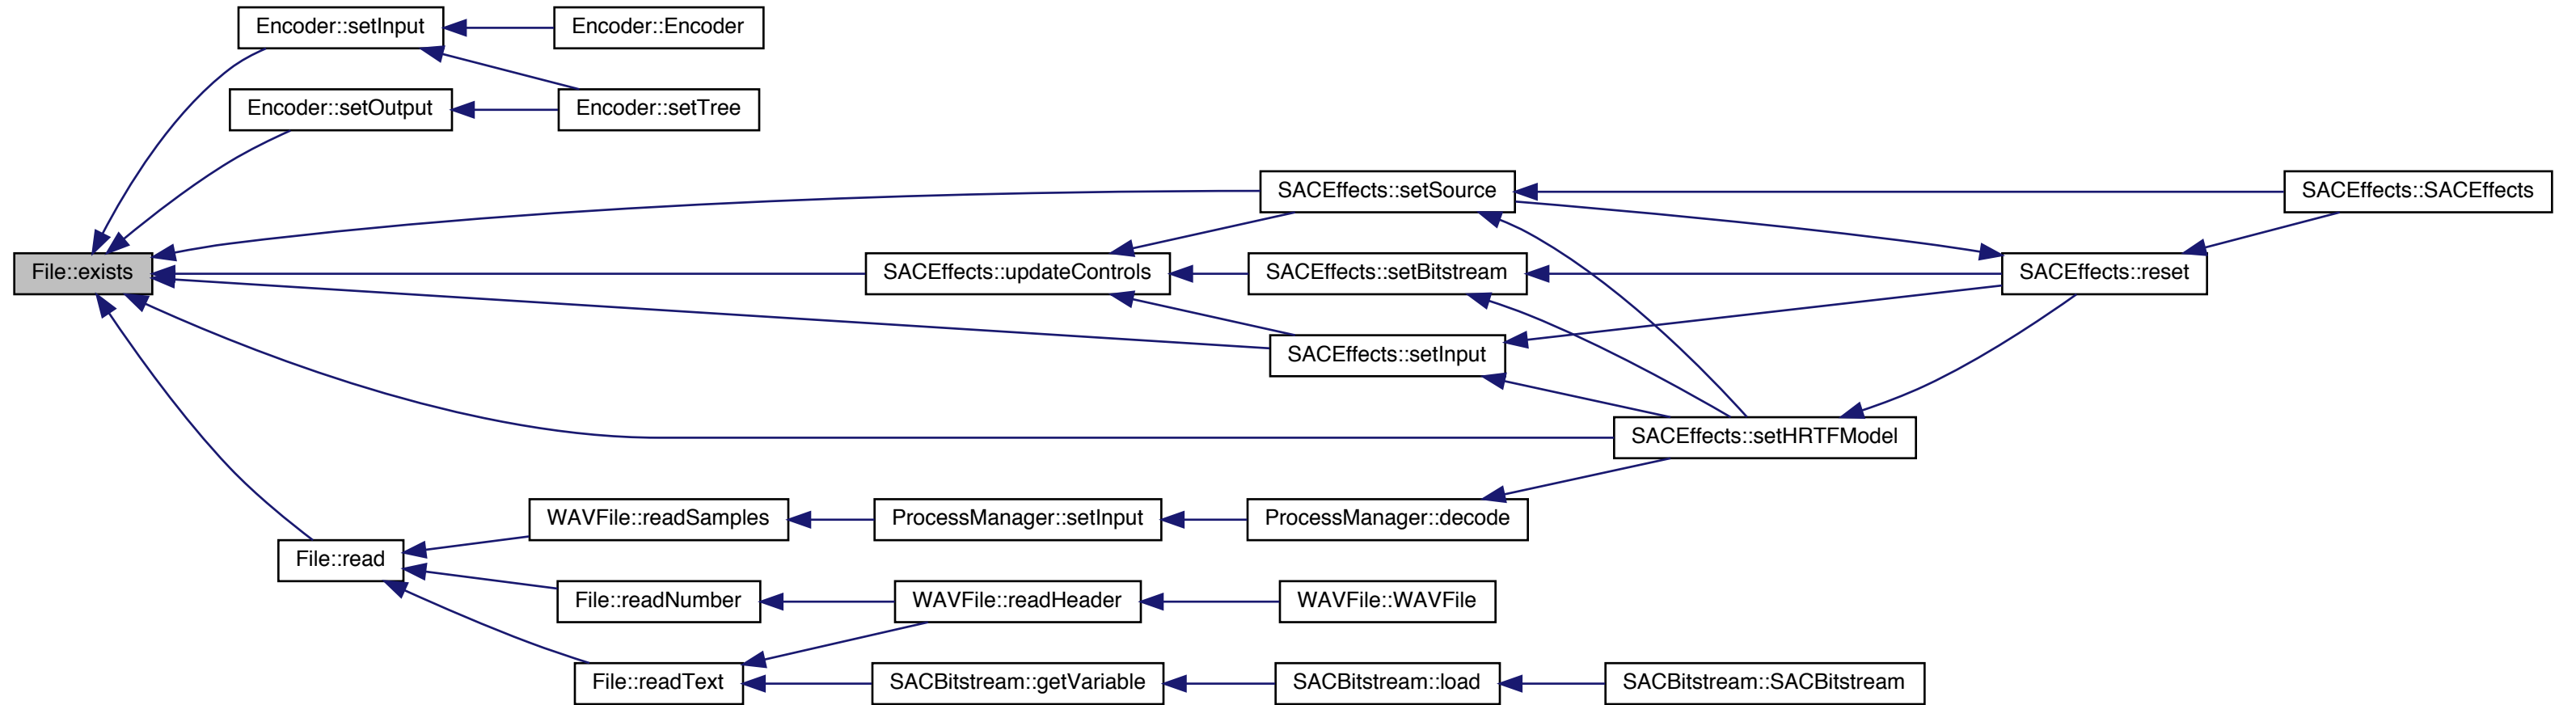 Encoder::setInput
Encoder::Encoder
Encoder::setOutput
Encoder::setTree
SACEffects::setSource
SACEffects::SACEffects
File::exists
SACEffects::updateControls
SACEffects::setBitstream
SACEffects::reset
SACEffects::setInput
SACEffects::setHRTFModel
WAVFile::readSamples
ProcessManager::setInput
ProcessManager::decode
File::read
File::readNumber
WAVFile::readHeader
WAVFile::WAVFile
File::readText
SACBitstream::getVariable
SACBitstream::load
SACBitstream::SACBitstream